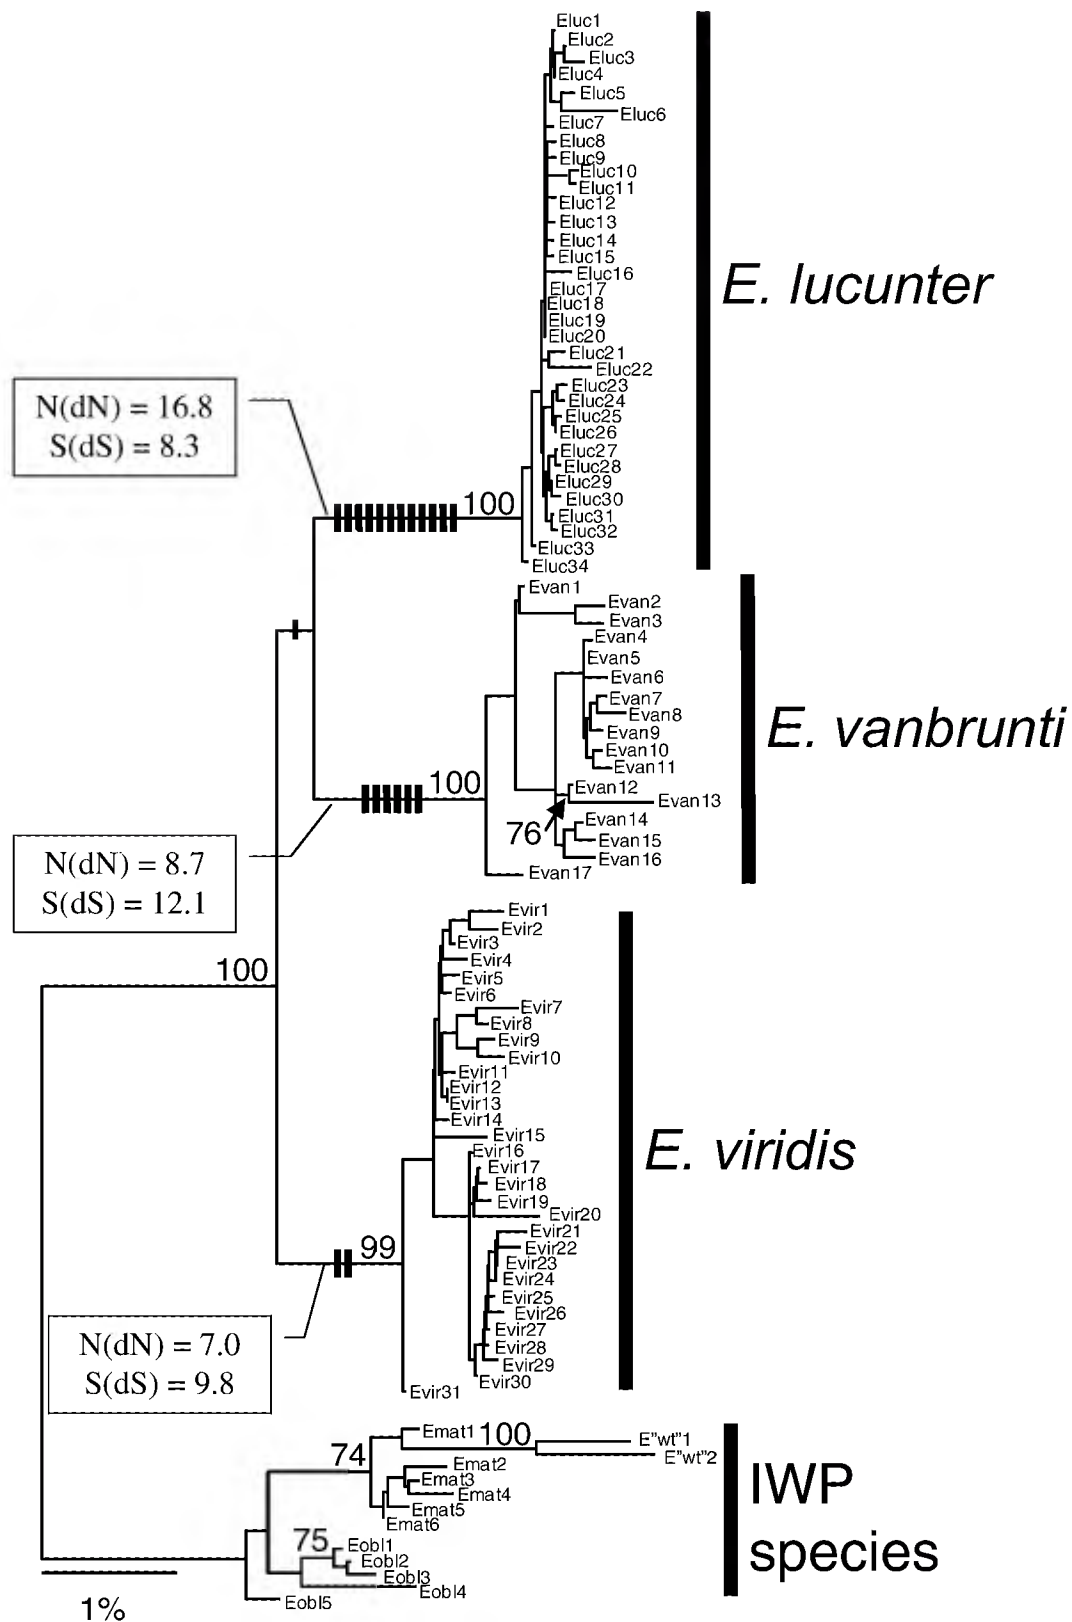 Eluc1
Eluc2
Eluc3
Eluc4
Eluc5
Eluc6
Eluc7
Eluc8
Eluc9
Eluc10
Eluc11
Eluc12
Eluc13
Eluc14
Eluc15
Eluc16
Eluc17
Eluc18
Eluc19
Eluc20
Eluc21
Eluc22
Eluc23
Eluc24
Eluc25
Eluc26
Eluc27
Eluc28
Eluc29
Eluc30
Eluc31
Eluc32
Eluc33
Eluc34
E. lucunter
N(dN) = 16.8
S(dS) = 8.3
100
Evan1
Evan2
Evan3
Evan4
Evan5
Evan6
Evan7
Evan8
Evan9
Evan10
Evan11
Evan12
Evan13
Evan14
Evan15
Evan16
Evan17
E. vanbrunti
100
76
N(dN) = 8.7
S(dS) = 12.1
100
Evir1
Evir2
Evir3
Evir4
Evir5
Evir6
Evir7
Evir8
Evir9
Evir10
Evir11
Evir12
Evir13
Evir14
Evir15
Evir16
Evir17
Evir18
Evir19
Evir20
Evir21
Evir22
Evir23
Evir24
Evir25
Evir26
Evir27
Evir28
Evir29
Evir30
Evir31
E. viridis
99
N(dN) = 7.0
S(dS) = 9.8
Emat1
100
E"wt"1
E"wt"2
74
Emat2
Emat3
Emat4
Emat5
Emat6
75
Eobl1
Eobl2
Eobl3
Eobl4
Eobl5
IWP
species
1%